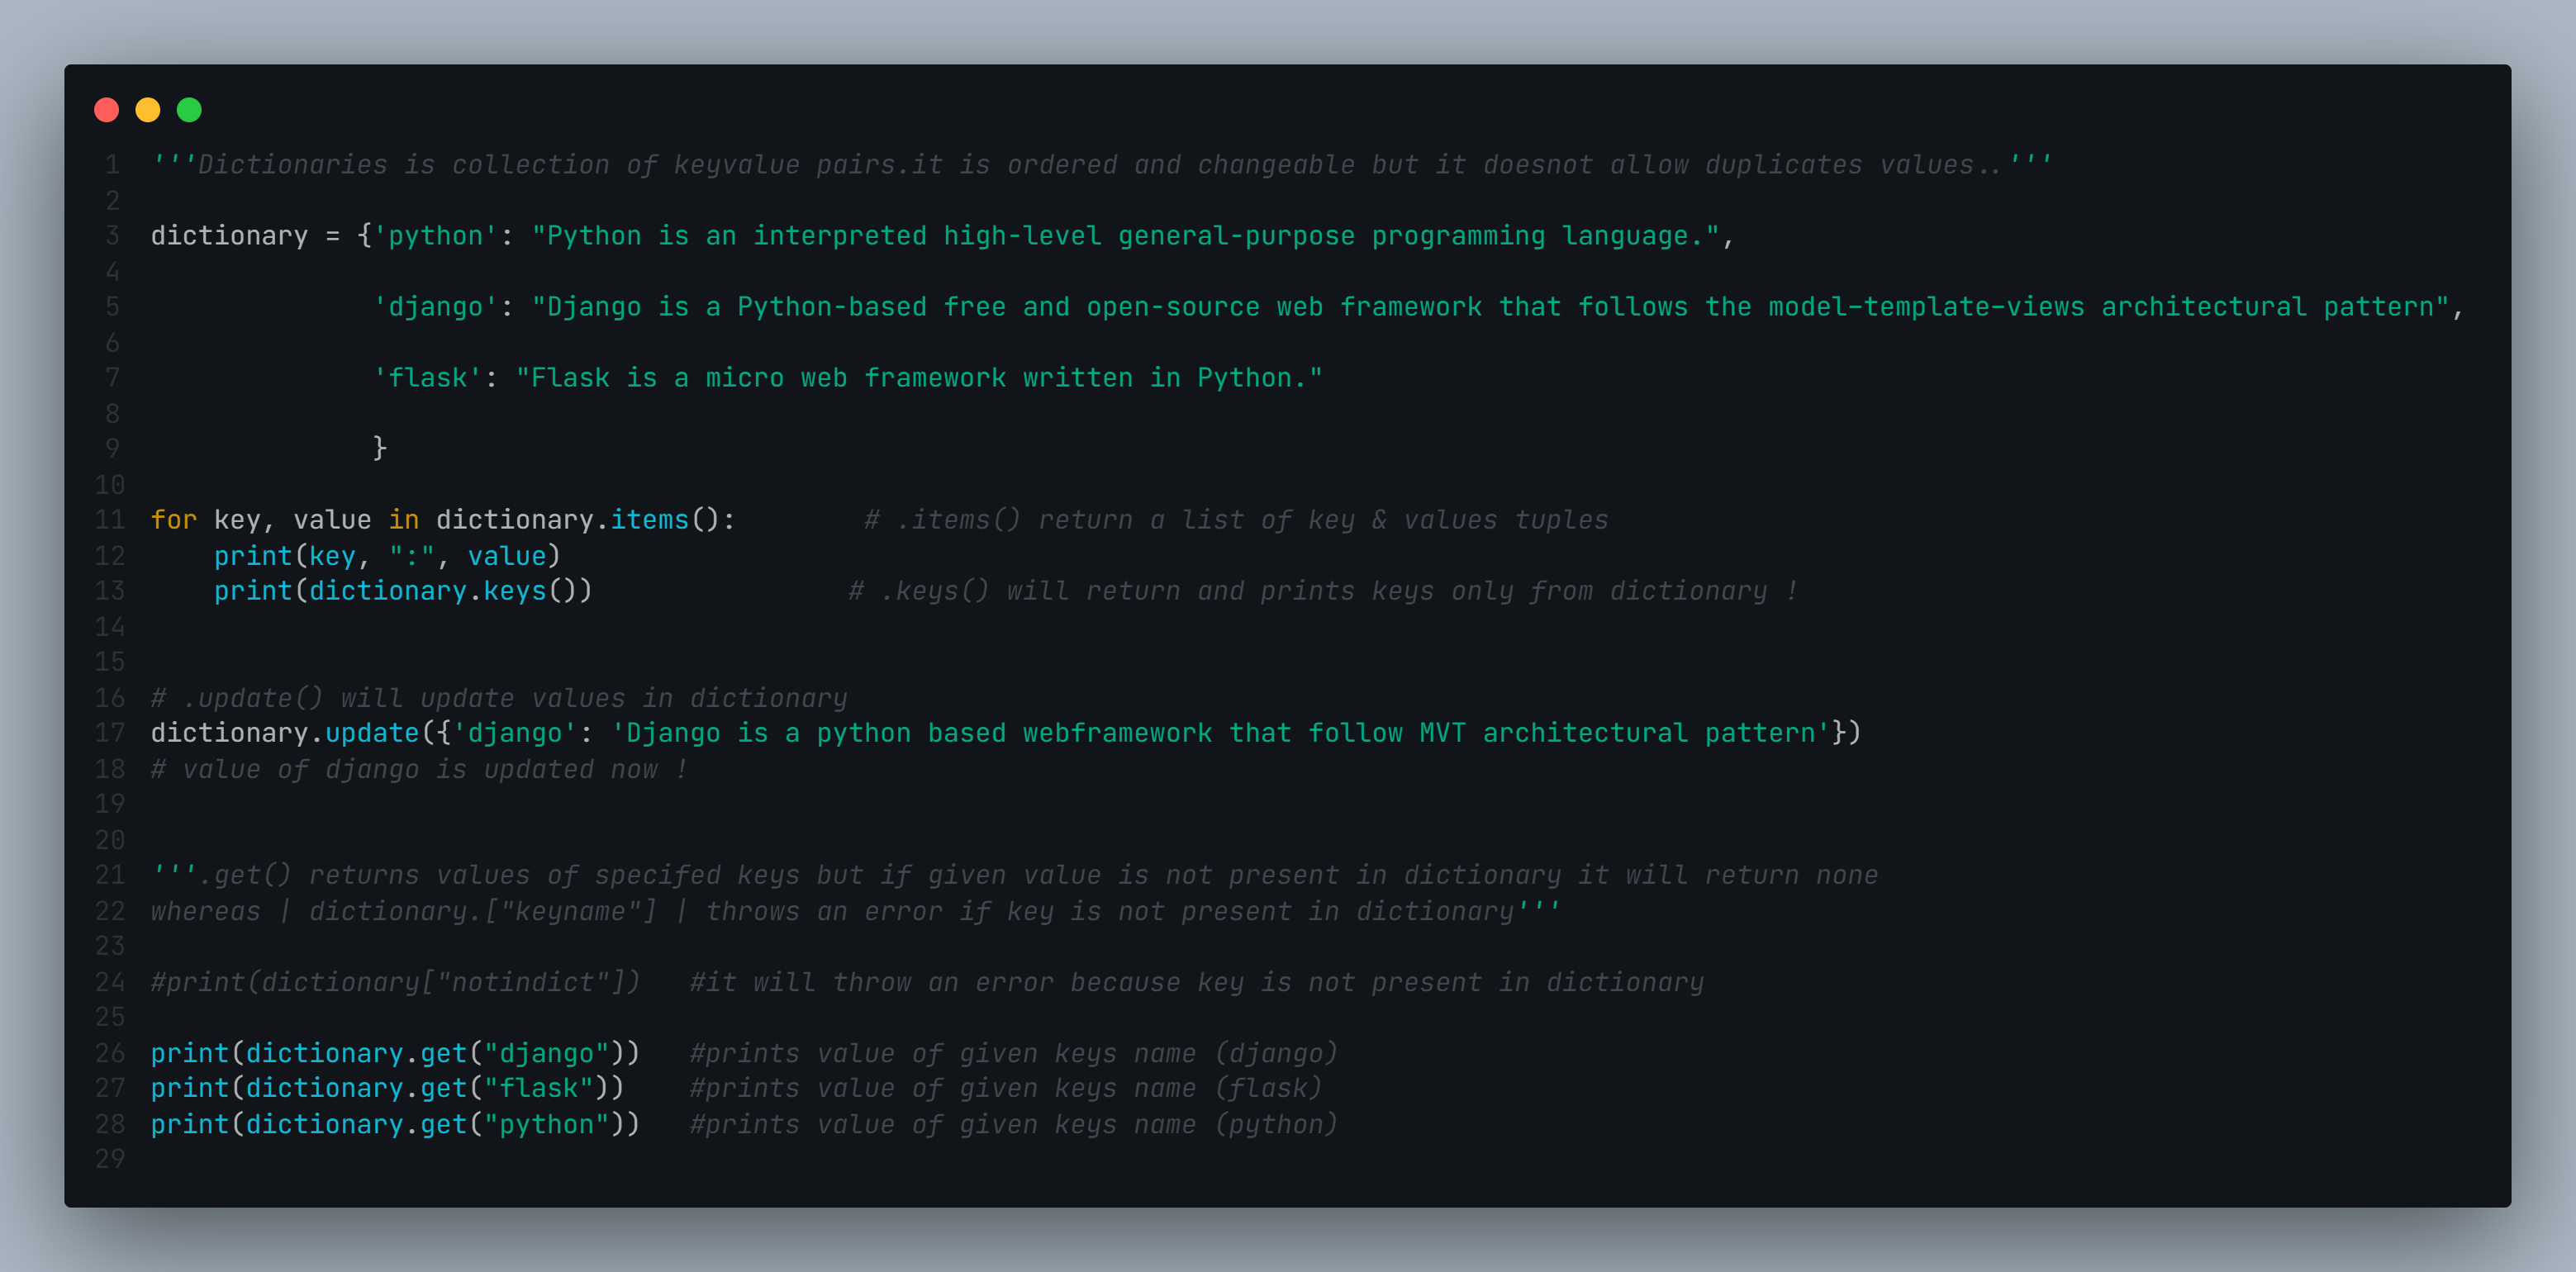 1 '''Dictionaries is collection of keyvalue pairs.it is ordered and changeable but it doesnot allow duplicates values..'''
2
3 dictionary = {'python': "Python is an interpreted high-level general-purpose programming language.",
4
5               'django': "Django is a Python-based free and open-source web framework that follows the model-template-views architectural pattern",
6
7               'flask': "Flask is a micro web framework written in Python."
8
9               }
10
11 for key, value in dictionary.items():        # .items() return a list of key & values tuples
12     print(key, ":", value)
13     print(dictionary.keys())                # .keys() will return and prints keys only from dictionary !
14
15
16 # .update() will update values in dictionary
17 dictionary.update({'django': 'Django is a python based webframework that follow MVT architectural pattern'})
18 # value of django is updated now !
19
20
21 '''.get() returns values of specifed keys but if given value is not present in dictionary it will return none
22 whereas | dictionary.["keyname"] | throws an error if key is not present in dictionary'''
23
24 #print(dictionary["notindict"])   #it will throw an error because key is not present in dictionary
25
26 print(dictionary.get("django"))   #prints value of given keys name (django)
27 print(dictionary.get("flask"))    #prints value of given keys name (flask)
28 print(dictionary.get("python"))   #prints value of given keys name (python)
29